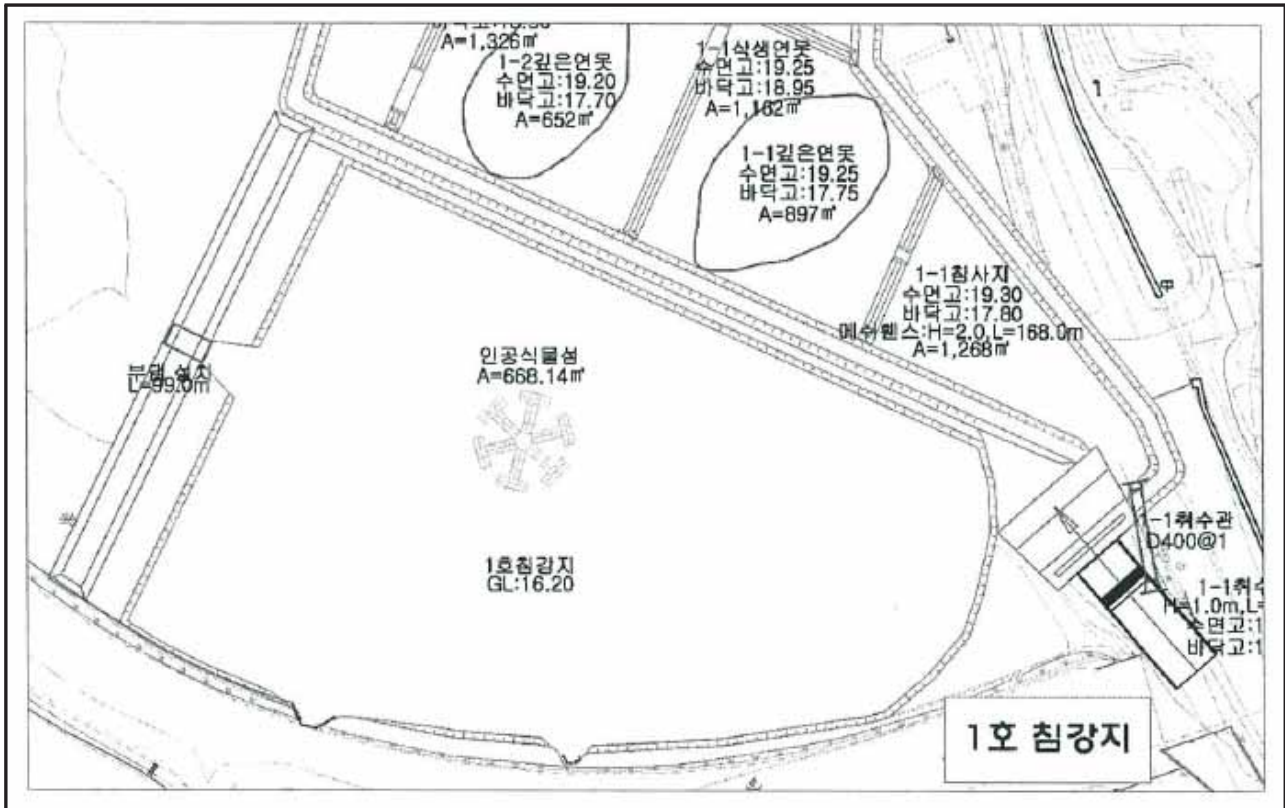 A=1,326㎡
1-2깊은연못
수면고:19.20
바닥고:17.70
A=652㎡
1-1식생연못
수면고:19.25
바닥고:18.95
A=1,162㎡
1-1깊은연못
수면고:19.25
바닥고:17.75
A=897㎡
1-1침사지
수면고:19.30
바닥고:17.80
메쉬휀스:H=2.0,L=168.0m
A=1,268㎡
인공식물섬
A=668.14㎡
설치
L=99.0m
1호침강지
GL:16.20
1-1취수관
D400@1
1-1취수
H=1.0m,L=
수면고:1
바닥고:1
1호 침강지